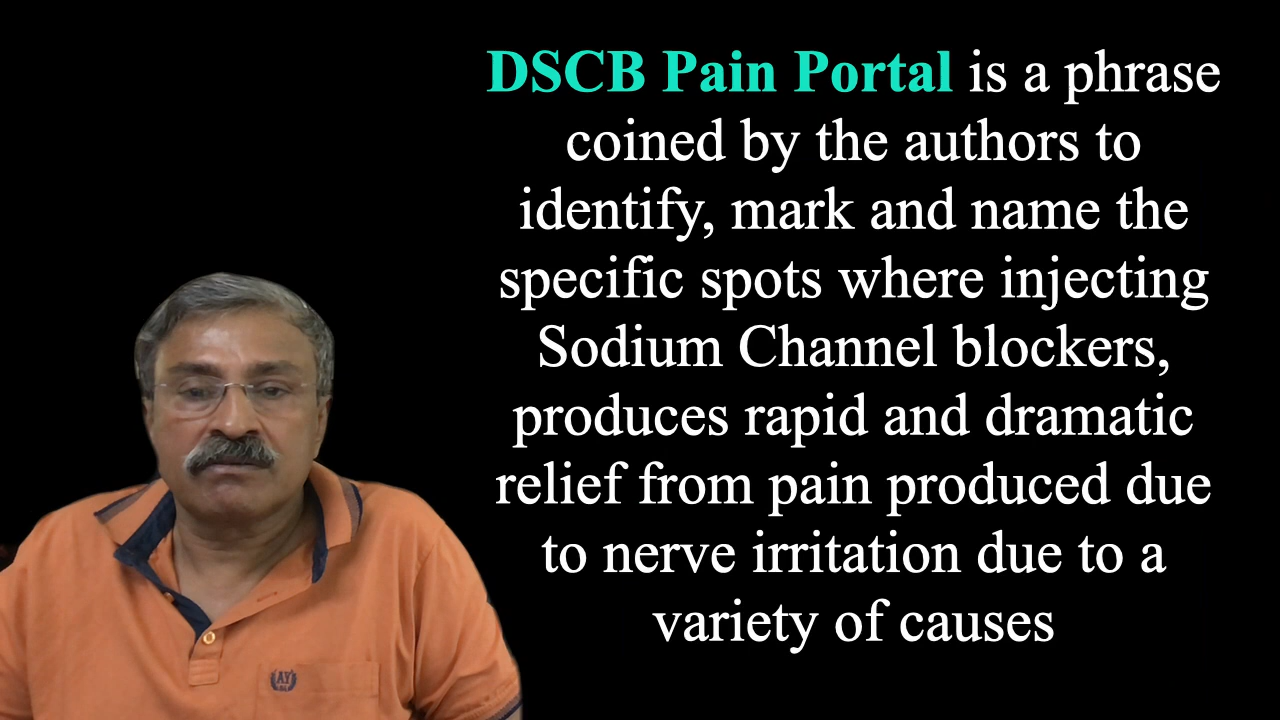 DSCB Pain Portal is a phrase
coined by the authors to
identify, mark and name the
specific spots where injecting
Sodium Channel blockers,
produces rapid and dramatic
relief from pain produced due
to nerve irritation due to a
variety of causes
AY